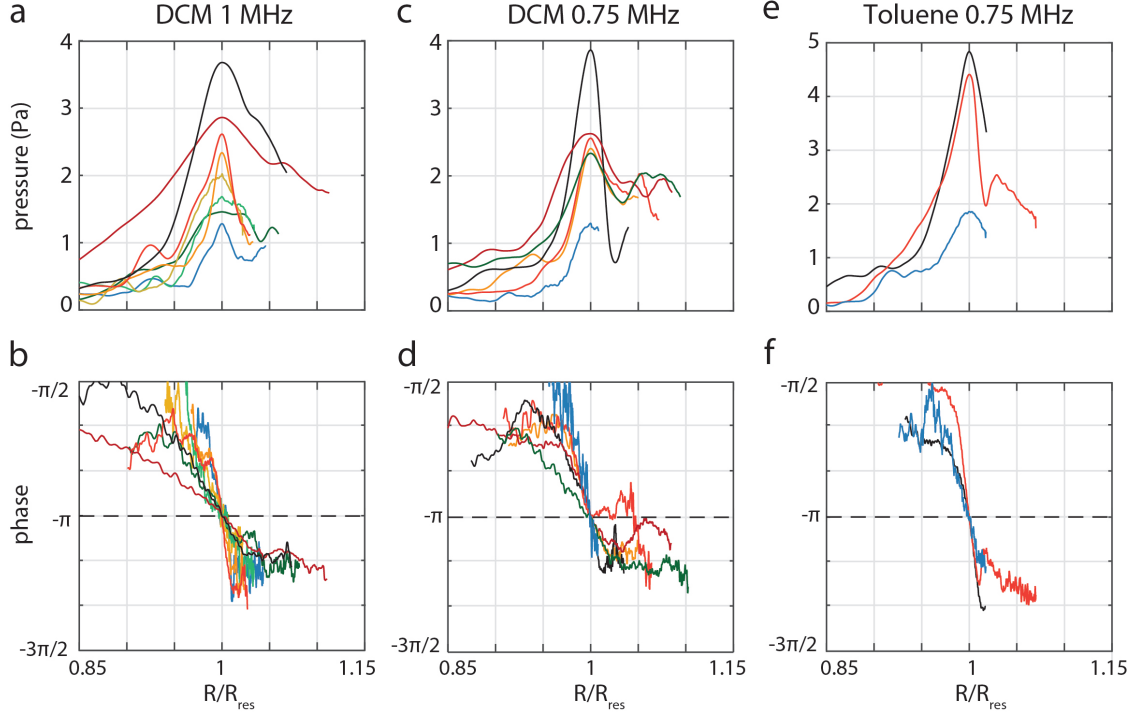 a DCM 1 MHz
c DCM 0.75 MHz
e Toluene 0.75 MHz
pressure (Pa)
4
3
2
1
0
4
3
2
1
0
5
4
3
2
1
0
b
d
f
phase
-π/2
-π
-3π/2
-π/2
-π
-3π/2
-π/2
-π
-3π/2
0.85 1 1.15
0.85 1 1.15
0.85 1 1.15
R/Rres
R/Rres
R/Rres